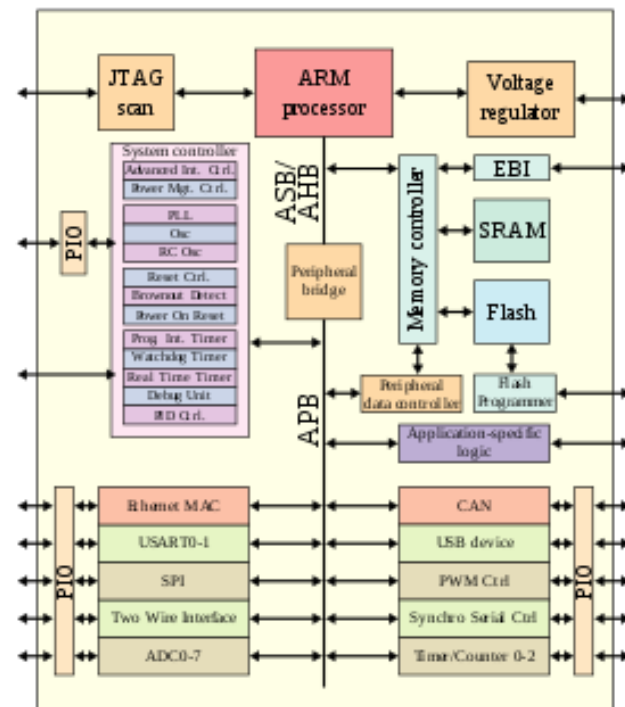 JTAG
scan
ARM
processor
Voltage
regulator
System controller
Advanced Int. Ctrl.
Power Mgt. Ctrl.
PLL
Osc
RC Osc
Reset Ctrl.
Brownout Detect
Power On Reset
Prog Int. Timer
Watchdog Timer
Real Time Timer
Debug Unit
PID Ctrl.
PIO
ASB/
AHB
Peripheral
bridge
APB
Memory controller
EBI
SRAM
Flash
Peripheral
data controller
Flash
Programmer
Application-specific
logic
PIO
Ethernet MAC
USART0-1
SPI
Two Wire Interface
ADC0-7
CAN
USB device
PWM Ctrl
Synchro Serial Ctrl
Timer/Counter 0-2
PIO